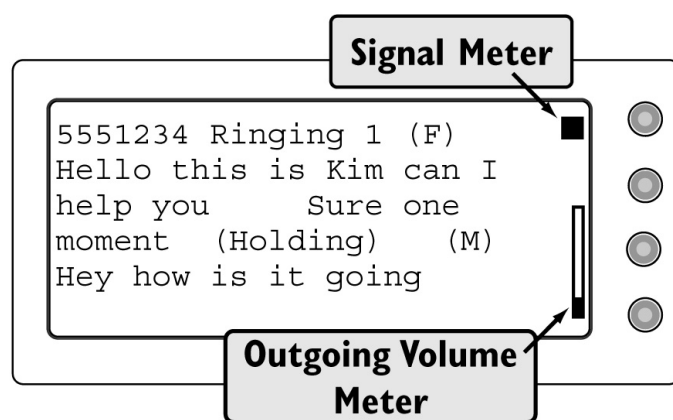 Signal Meter
5551234 Ringing 1 (F)
Hello this is Kim can I
help you Sure one
moment (Holding) (M)
Hey how is it going
Outgoing Volume
Meter